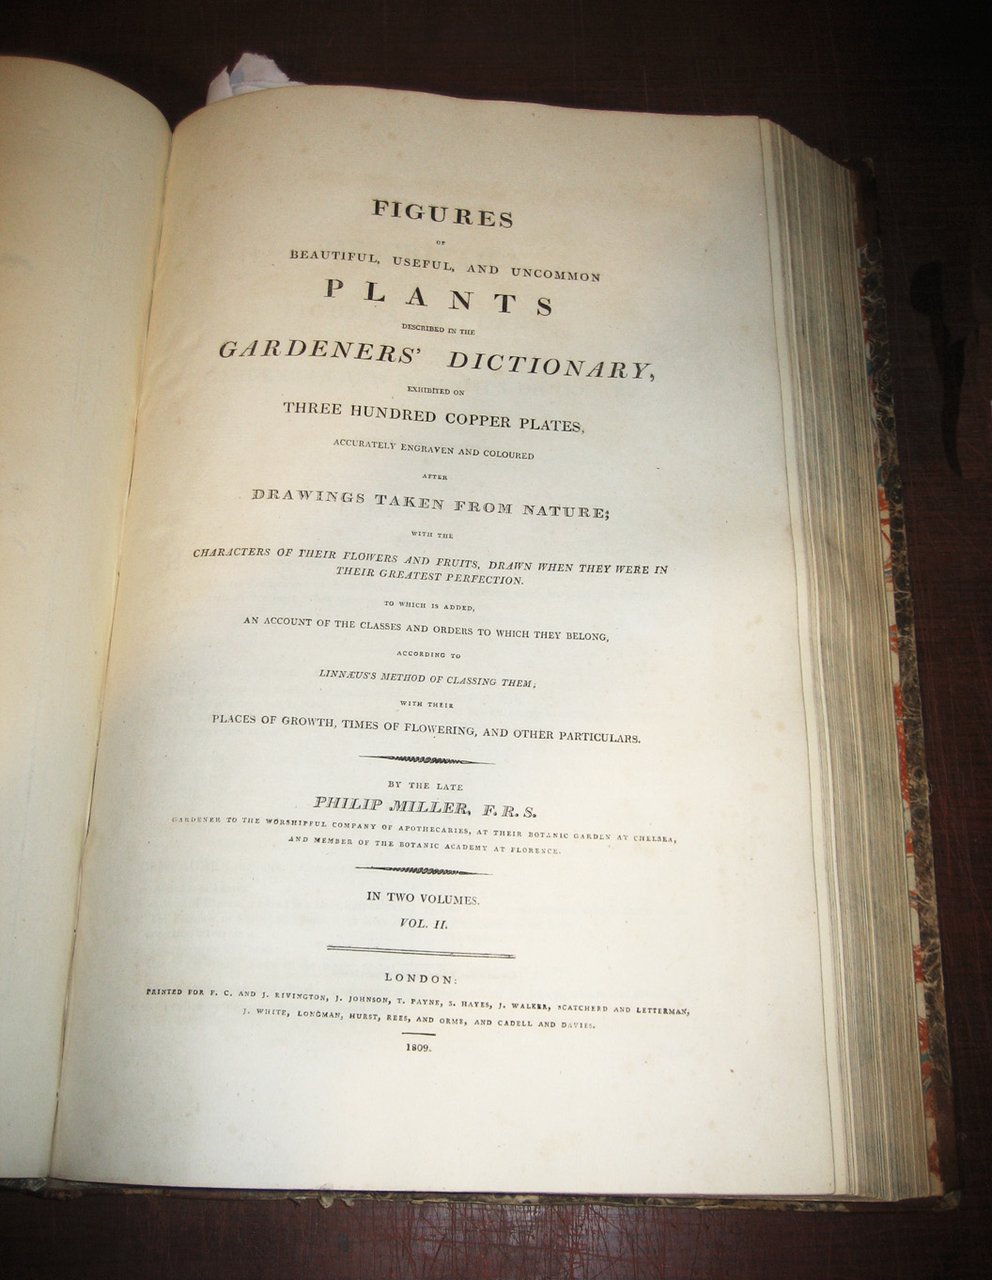 FIGURES
OF
BEAUTIFUL, USEFUL, AND UNCOMMON
PLANTS
DESCRIBED IN THE
GARDENERS' DICTIONARY,
EXHIBITED ON
THREE HUNDRED COPPER PLATES,
ACCURATELY ENGRAVEN AND COLOURED
AFTER
DRAWINGS TAKEN FROM NATURE;
WITH THE
CHARACTERS OF THEIR FLOWERS AND FRUITS, DRAWN WHEN THEY WERE IN
THEIR GREATEST PERFECTION.
TO WHICH IS ADDED,
AN ACCOUNT OF THE CLASSES AND ORDERS TO WHICH THEY BELONG,
ACCORDING TO
LINNÆUS'S METHOD OF CLASSING THEM;
WITH THEIR
PLACES OF GROWTH, TIMES OF FLOWERING, AND OTHER PARTICULARS.
BY THE LATE
PHILIP MILLER, F. R. S.
GARDENER TO THE WORSHIPFUL COMPANY OF APOTHECARIES, AT THEIR BOTANIC GARDEN AT CHELSEA,
AND MEMBER OF THE BOTANIC ACADEMY AT FLORENCE.
IN TWO VOLUMES.
VOL. II.
LONDON:
PRINTED FOR F. C. AND J. RIVINGTON, J. JOHNSON, T. PAYNE, S. HAYES, J. WALKER, SCATCHERD AND LETTERMAN,
J. WHITE, LONGMAN, HURST, REES, AND ORME, AND CADELL AND DAVIES.
1809.